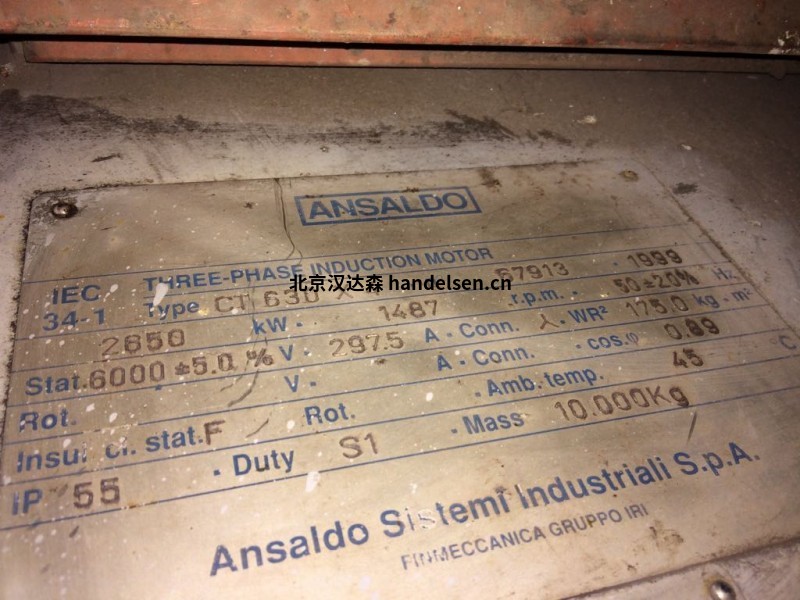 ANSALDO
THREE-PHASE INDUCTION MOTOR
北京汉达森 handelsen.cn
IEC 34-1 Type CT 630 X 57913 - 1999
2650 kW - 1487 r.p.m. - 50±20% Hz
Stat. 6000 ±5.0 % V - 297.5 A - Conn. 人 - WR² 175.0 kg - m²
Rot. V - A - Conn. - cosφ 0.89
Insul. cl. stat. F Rot. - Amb. temp. 45 C
IP 55 - Duty S1 - Mass 10.000Kg
Ansaldo Sistemi Industriali S.p.A.
FINMECCANICA GRUPPO IRI